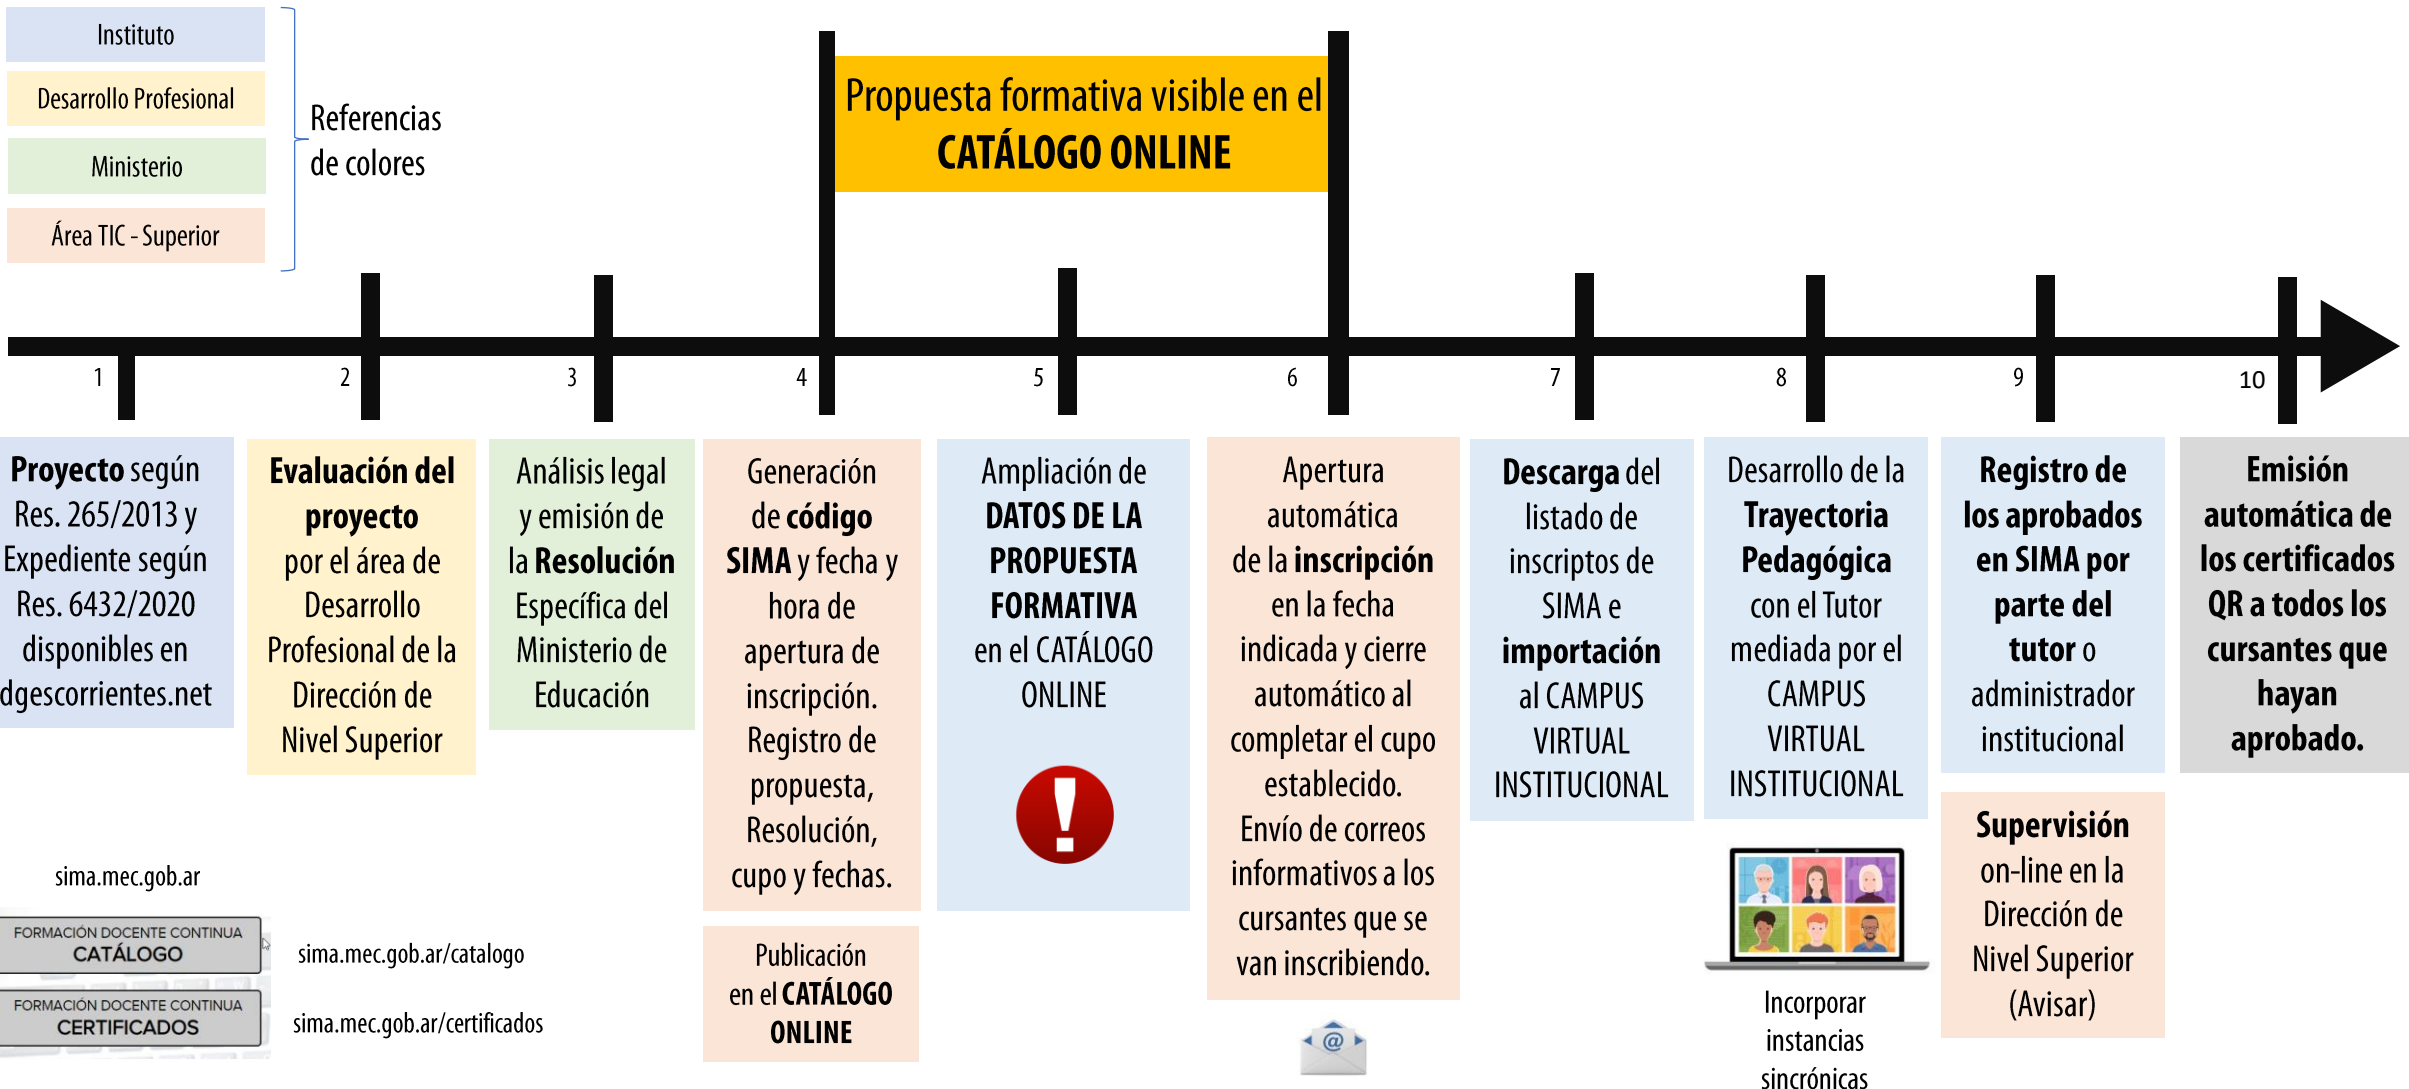 Instituto
Desarrollo Profesional
Ministerio
Área TIC - Superior
Referencias
de colores
Propuesta formativa visible en el
CATÁLOGO ONLINE
1
2
3
4
5
6
7
8
9
10
Proyecto según
Res. 265/2013 y
Expediente según
Res. 6432/2020
disponibles en
dgescorrientes.net
Evaluación del
proyecto
por el área de
Desarrollo
Profesional de la
Dirección de
Nivel Superior
Análisis legal
y emisión de
la Resolución
Específica del
Ministerio de
Educación
Generación
de código
SIMA y fecha y
hora de
apertura de
inscripción.
Registro de
propuesta,
Resolución,
cupo y fechas.
Publicación
en el CATÁLOGO
ONLINE
Ampliación de
DATOS DE LA
PROPUESTA
FORMATIVA
en el CATÁLOGO
ONLINE
Apertura
automática
de la inscripción
en la fecha
indicada y cierre
automático al
completar el cupo
establecido.
Envío de correos
informativos a los
cursantes que se
van inscribiendo.
@
Descarga del
listado de
inscriptos de
SIMA e
importación
al CAMPUS
VIRTUAL
INSTITUCIONAL
Desarrollo de la
Trayectoria
Pedagógica
con el Tutor
mediada por el
CAMPUS
VIRTUAL
INSTITUCIONAL
Incorporar
instancias
sincrónicas
Registro de
los aprobados
en SIMA por
parte del
tutor o
administrador
institucional
Supervisión
on-line en la
Dirección de
Nivel Superior
(Avisar)
Emisión
automática de
los certificados
QR a todos los
cursantes que
hayan
aprobado.
sima.mec.gob.ar
FORMACIÓN DOCENTE CONTINUA
CATÁLOGO
sima.mec.gob.ar/catalogo
FORMACIÓN DOCENTE CONTINUA
CERTIFICADOS
sima.mec.gob.ar/certificados